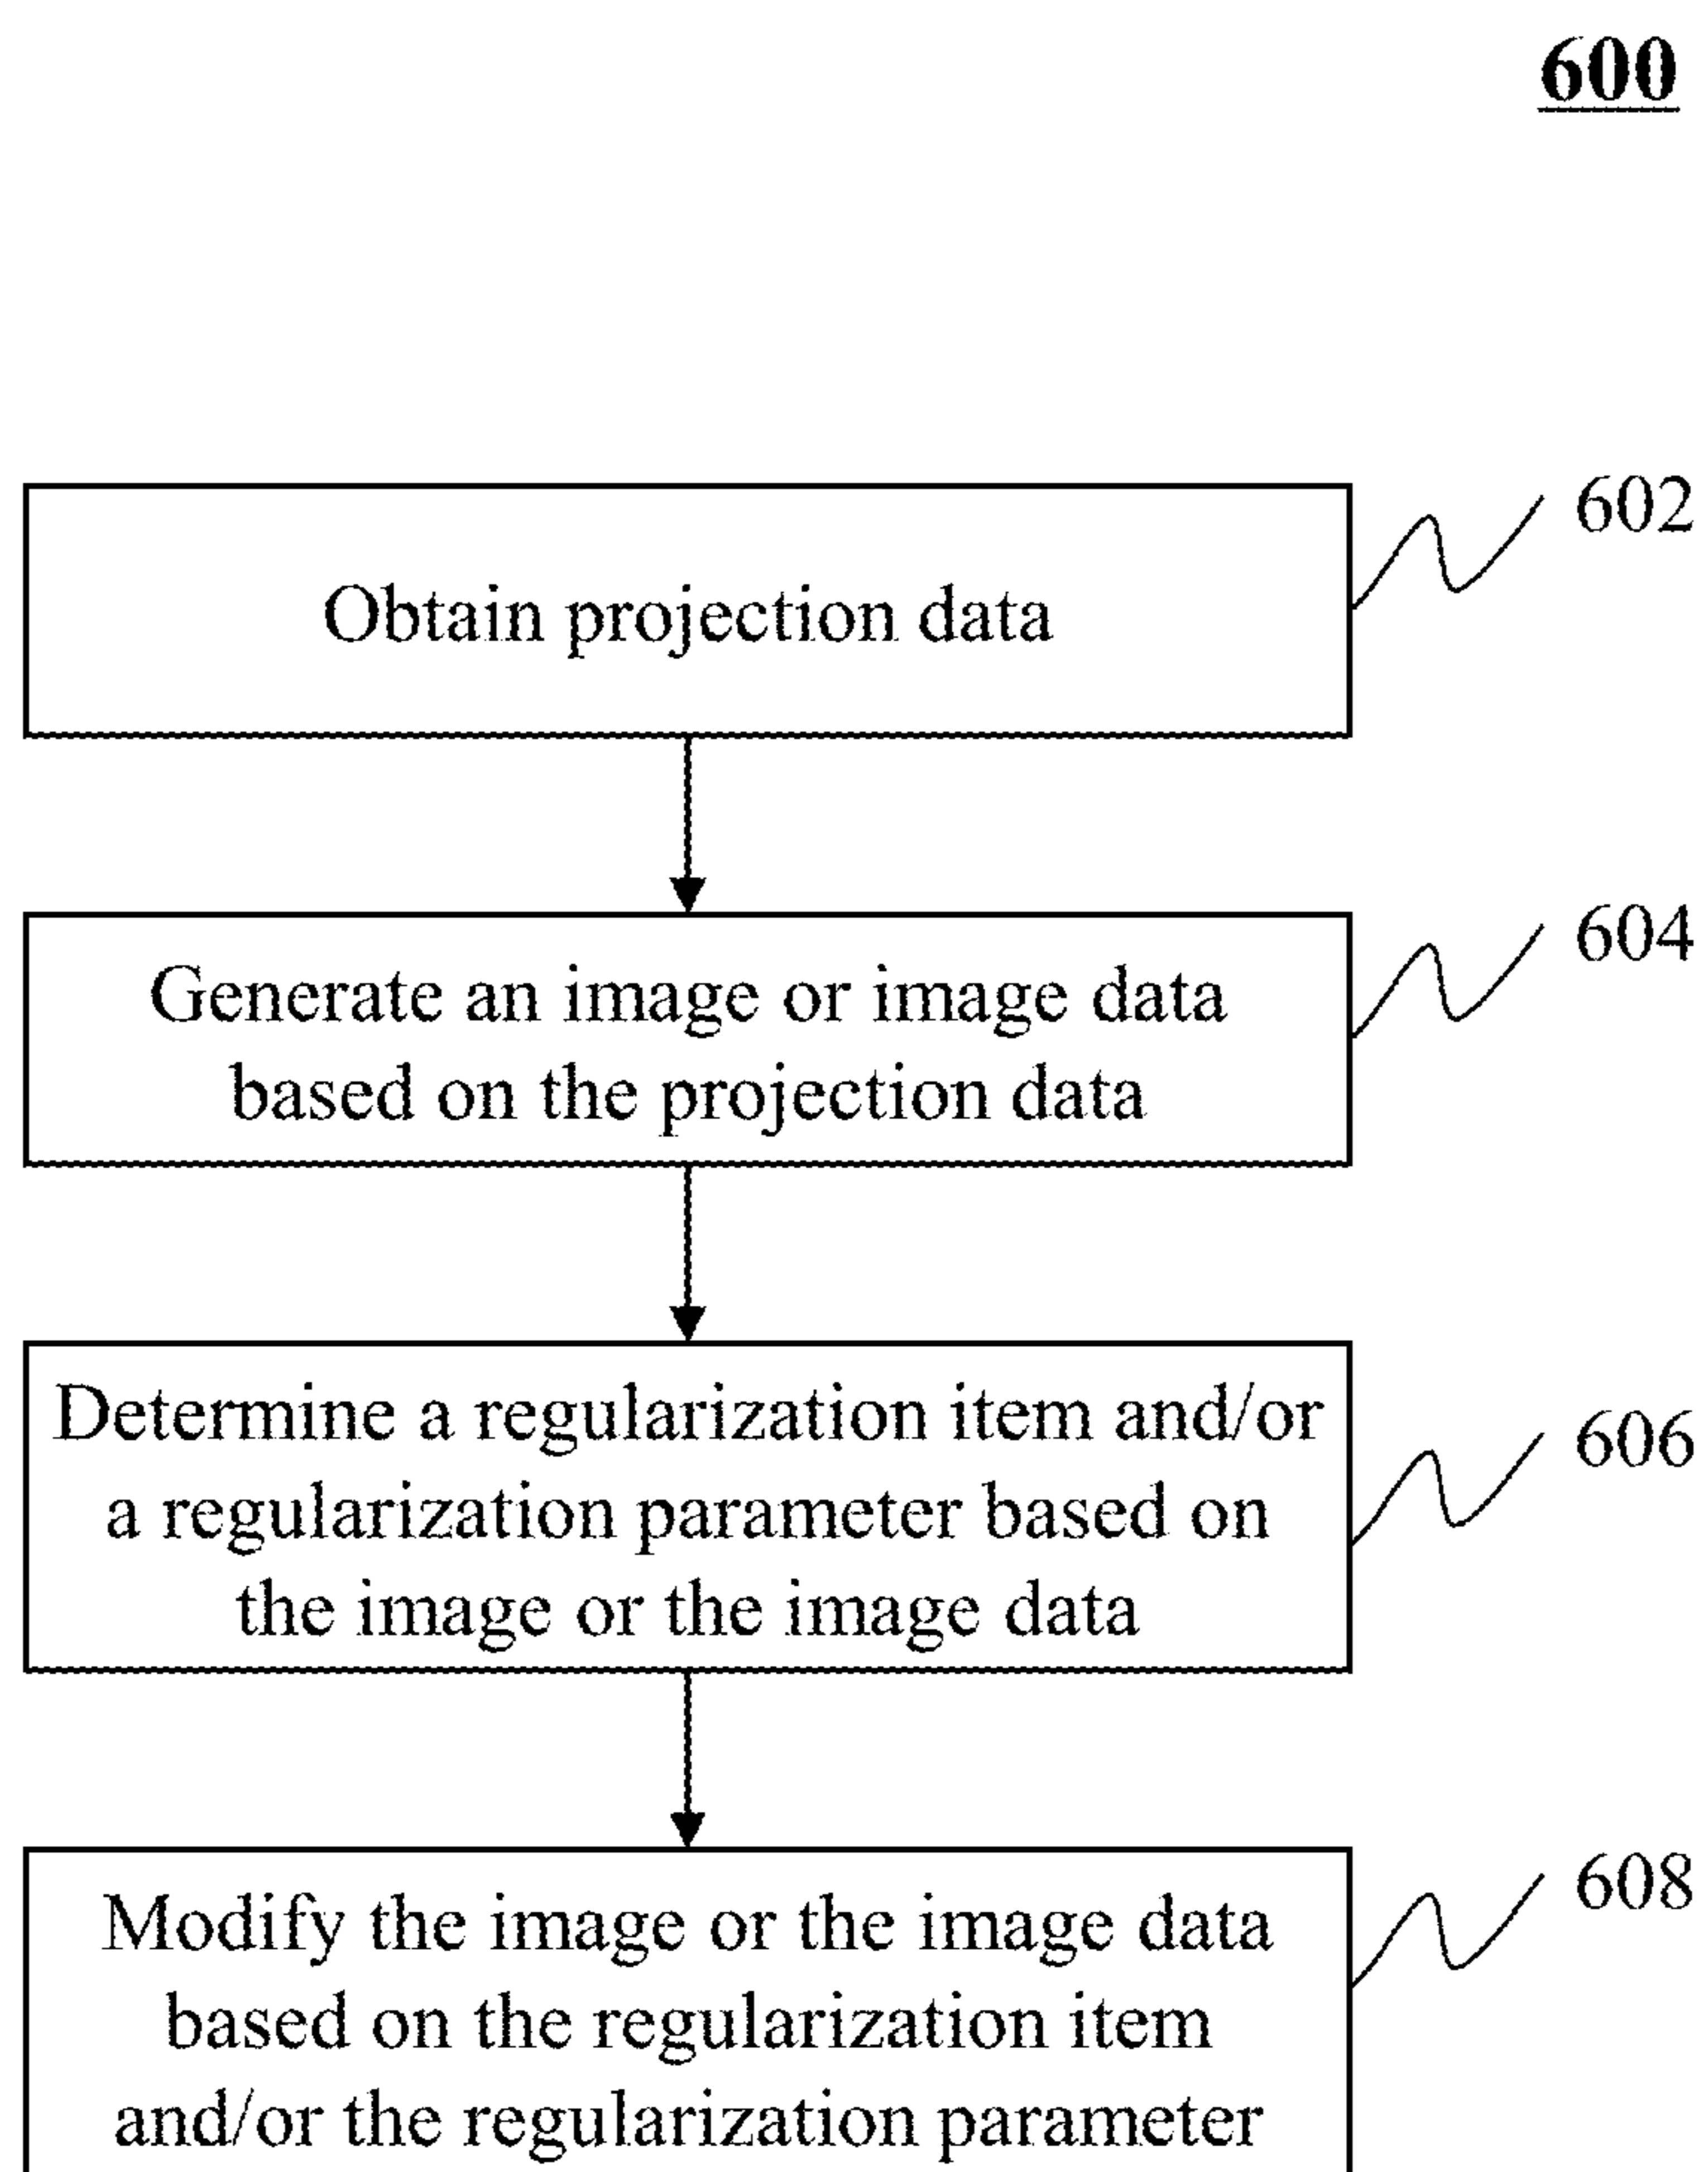 600
602
Obtain projection data
604
Generate an image or image data
based on the projection data
606
Determine a regularization item and/or
a regularization parameter based on
the image or the image data
608
Modify the image or the image data
based on the regularization item
and/or the regularization parameter